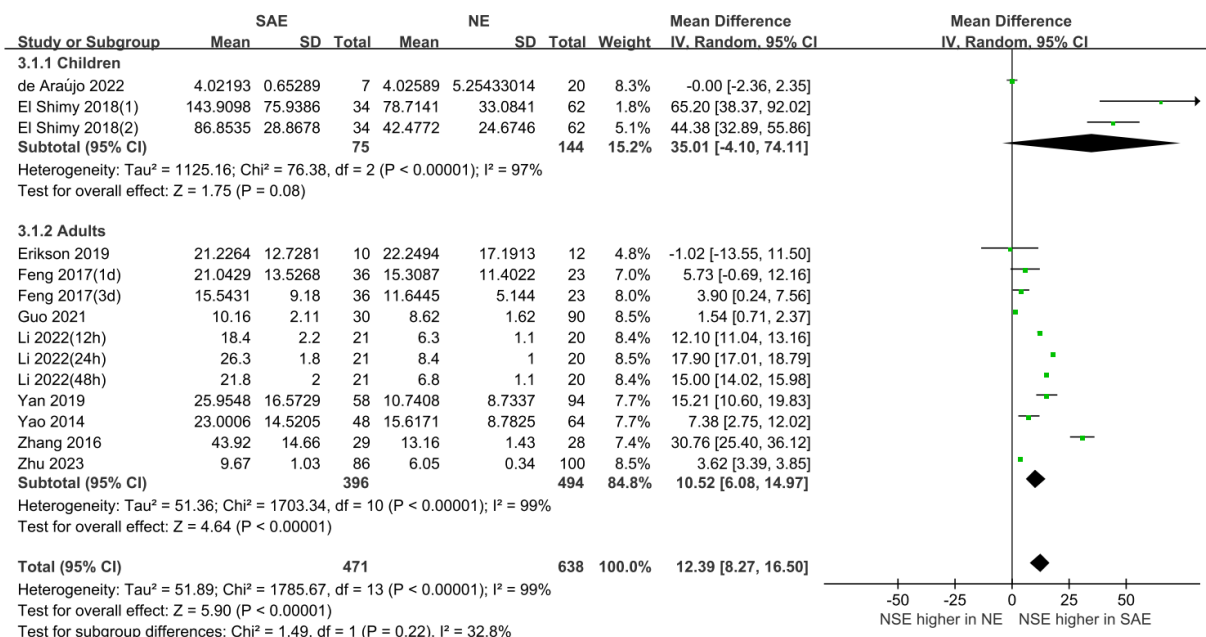 SAE NE Mean Difference Mean Difference
Study or Subgroup Mean SD Total Mean SD Total Weight IV, Random, 95% CI IV, Random, 95% CI
3.1.1 Children
de Araújo 2022 4.02193 0.65289 7 4.02589 5.25433014 20 8.3% -0.00 [-2.36, 2.35]
El Shimy 2018(1) 143.9098 75.9386 34 78.7141 33.0841 62 1.8% 65.20 [38.37, 92.02]
El Shimy 2018(2) 86.8535 28.8678 34 42.4772 24.6746 62 5.1% 44.38 [32.89, 55.86]
Subtotal (95% CI) 75 144 15.2% 35.01 [-4.10, 74.11]
Heterogeneity: Tau² = 1125.16; Chi² = 76.38, df = 2 (P < 0.00001); I² = 97%
Test for overall effect: Z = 1.75 (P = 0.08)
3.1.2 Adults
Erikson 2019 21.2264 12.7281 10 22.2494 17.1913 12 4.8% -1.02 [-13.55, 11.50]
Feng 2017(1d) 21.0429 13.5268 36 15.3087 11.4022 23 7.0% 5.73 [-0.69, 12.16]
Feng 2017(3d) 15.5431 9.18 36 11.6445 5.144 23 8.0% 3.90 [0.24, 7.56]
Guo 2021 10.16 2.11 30 8.62 1.62 90 8.5% 1.54 [0.71, 2.37]
Li 2022(12h) 18.4 2.2 21 6.3 1.1 20 8.4% 12.10 [11.04, 13.16]
Li 2022(24h) 26.3 1.8 21 8.4 1 20 8.5% 17.90 [17.01, 18.79]
Li 2022(48h) 21.8 2 21 6.8 1.1 20 8.4% 15.00 [14.02, 15.98]
Yan 2019 25.9548 16.5729 58 10.7408 8.7337 94 7.7% 15.21 [10.60, 19.83]
Yao 2014 23.0006 14.5205 48 15.6171 8.7825 64 7.7% 7.38 [2.75, 12.02]
Zhang 2016 43.92 14.66 29 13.16 1.43 28 7.4% 30.76 [25.40, 36.12]
Zhu 2023 9.67 1.03 86 6.05 0.34 100 8.5% 3.62 [3.39, 3.85]
Subtotal (95% CI) 396 494 84.8% 10.52 [6.08, 14.97]
Heterogeneity: Tau² = 51.36; Chi² = 1703.34, df = 10 (P < 0.00001); I² = 99%
Test for overall effect: Z = 4.64 (P < 0.00001)
Total (95% CI) 471 638 100.0% 12.39 [8.27, 16.50]
Heterogeneity: Tau² = 51.89; Chi² = 1785.67, df = 13 (P < 0.00001); I² = 99%
Test for overall effect: Z = 5.90 (P < 0.00001)
Test for subgroup differences: Chi² = 1.49, df = 1 (P = 0.22), I² = 32.8%
-50 -25 0 25 50
NSE higher in NE NSE higher in SAE